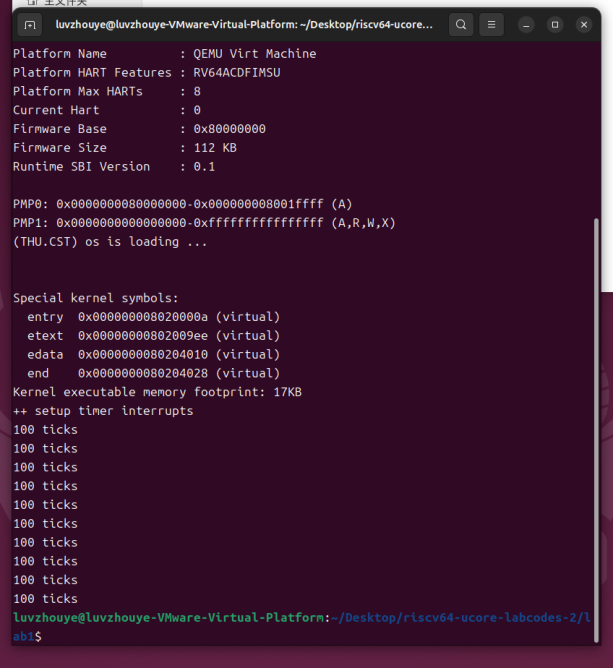 主文件夹
luvzhouye@luvzhouye-VMware-Virtual-Platform: ~/Desktop/riscv64-ucore...
Platform Name          : QEMU Virt Machine
Platform HART Features : RV64ACDFIMSU
Platform Max HARTs     : 8
Current Hart           : 0
Firmware Base          : 0x80000000
Firmware Size          : 112 KB
Runtime SBI Version    : 0.1
PMP0: 0x0000000080000000-0x000000008001ffff (A)
PMP1: 0x0000000000000000-0xffffffffffffffff (A,R,W,X)
(THU.CST) os is loading ...
Special kernel symbols:
  entry  0x000000008020000a (virtual)
  etext  0x00000000802009ee (virtual)
  edata  0x0000000080204010 (virtual)
  end    0x0000000080204028 (virtual)
Kernel executable memory footprint: 17KB
++ setup timer interrupts
100 ticks
100 ticks
100 ticks
100 ticks
100 ticks
100 ticks
100 ticks
100 ticks
100 ticks
100 ticks
luvzhouye@luvzhouye-VMware-Virtual-Platform:~/Desktop/riscv64-ucore-labcodes-2/l
ab1$